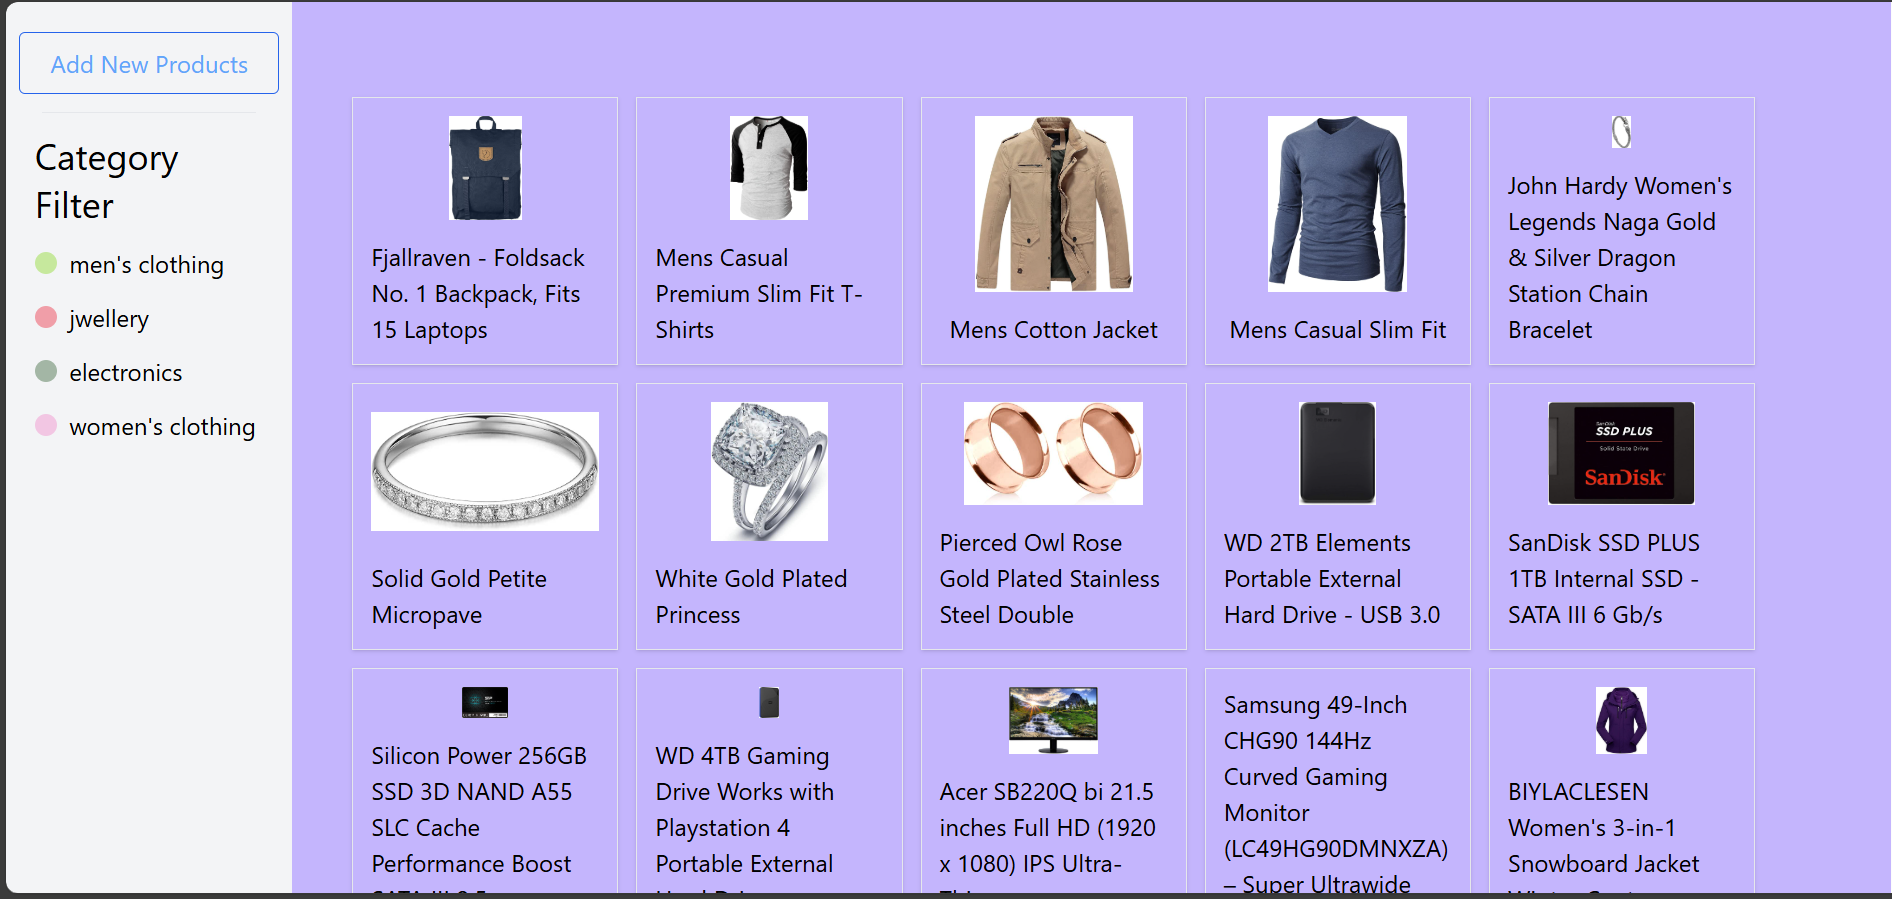 Add New Products
Category
Filter
men's clothing
jwellery
electronics
women's clothing
Fjallraven - Foldsack
No. 1 Backpack, Fits
15 Laptops
Mens Casual
Premium Slim Fit T-
Shirts
Mens Cotton Jacket
Mens Casual Slim Fit
John Hardy Women's
Legends Naga Gold
& Silver Dragon
Station Chain
Bracelet
Solid Gold Petite
Micropave
White Gold Plated
Princess
Pierced Owl Rose
Gold Plated Stainless
Steel Double
WD 2TB Elements
Portable External
Hard Drive - USB 3.0
SanDisk
SSD PLUS
Solid State Drive
SanDisk
SanDisk SSD PLUS
1TB Internal SSD -
SATA III 6 Gb/s
Silicon Power 256GB
SSD 3D NAND A55
SLC Cache
Performance Boost
WD 4TB Gaming
Drive Works with
Playstation 4
Portable External
Acer SB220Q bi 21.5
inches Full HD (1920
x 1080) IPS Ultra-
Samsung 49-Inch
CHG90 144Hz
Curved Gaming
Monitor
(LC49HG90DMNXZA)
– Super Ultrawide
BIYLACLESEN
Women's 3-in-1
Snowboard Jacket